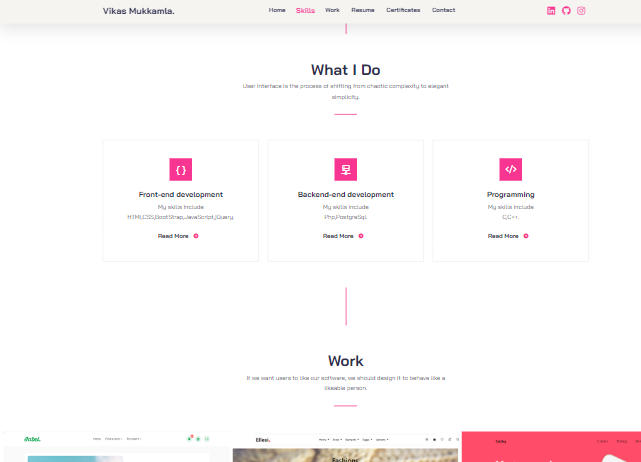 Vikas Mukkamla.
Home Skills Work Resume Certificates Contact
What I Do
User interface is the process of shifting from chaotic complexity to elegant
simplicity.
{ }
</>
Front-end development
Backend-end development
Programming
My skills include
HTMl,CSS,BootStrap,JavaScript,jQuery.
My skills include
Php,PostgreSql.
My skills include
C,C++.
Read More
Read More
Read More
Work
If we want users to like our software, we should design it to behave like a
likeable person.
Ellesi.
Home
Fashions